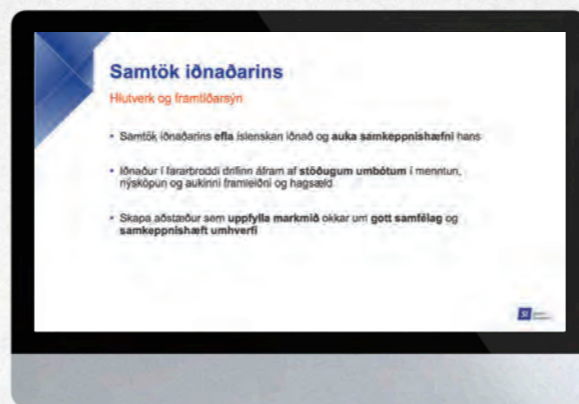 Samtök iðnaðarins
Hlutverk og framtíðarsýn
• Samtök iðnaðarins efla íslenskan iðnað og auka samkeppnishæfni hans
• Iðnaður í fararbroddi drifinn áfram af stöðugum umbótum í menntun,
nýsköpun og aukinni framleiðni og hagsæld
• Skapa aðstæður sem uppfylla markmið okkar um gott samfélag og
samkeppnishæft umhverfi
SI